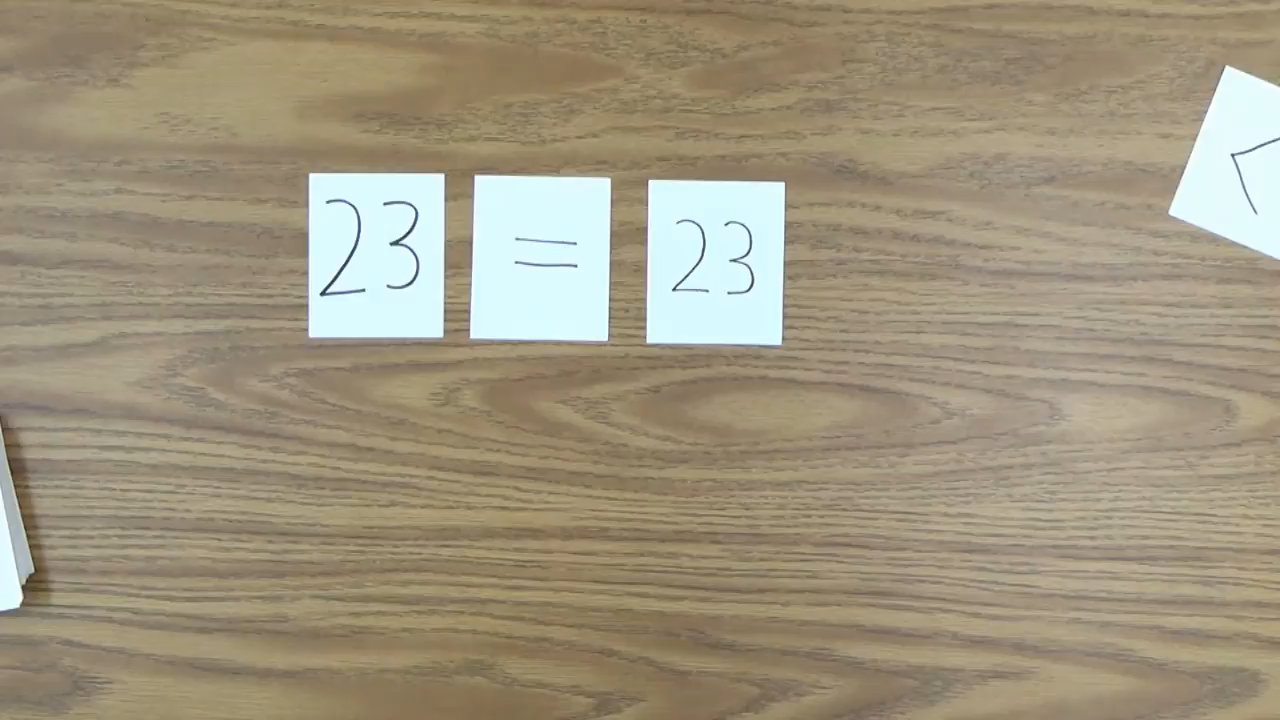 23 = 23
<